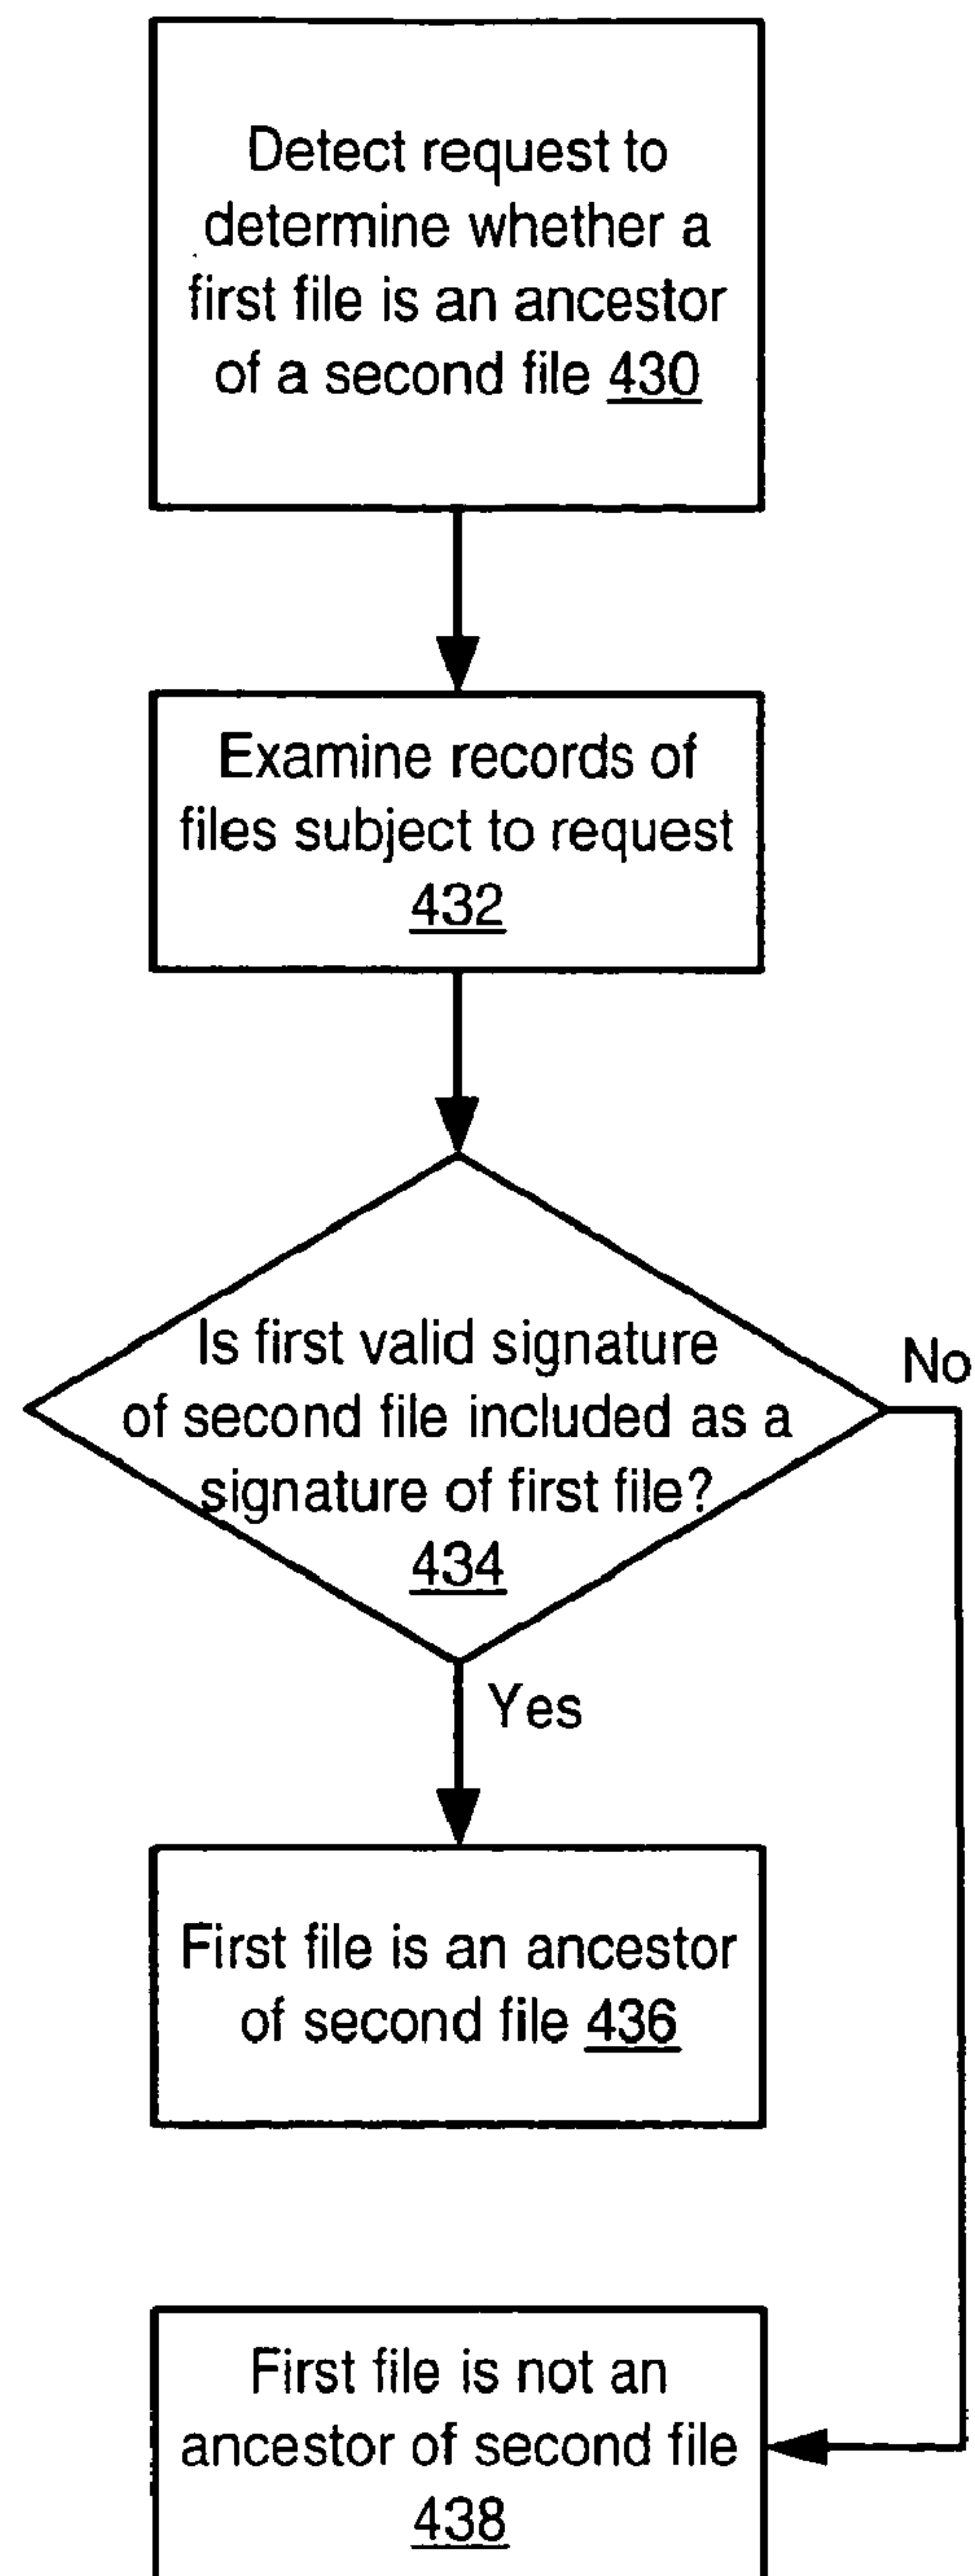 Detect request to
determine whether a
first file is an ancestor
of a second file 430
Examine records of
files subject to request
432
Is first valid signature
of second file included as a
signature of first file?
434
No
Yes
First file is an ancestor
of second file 436
First file is not an
ancestor of second file
438